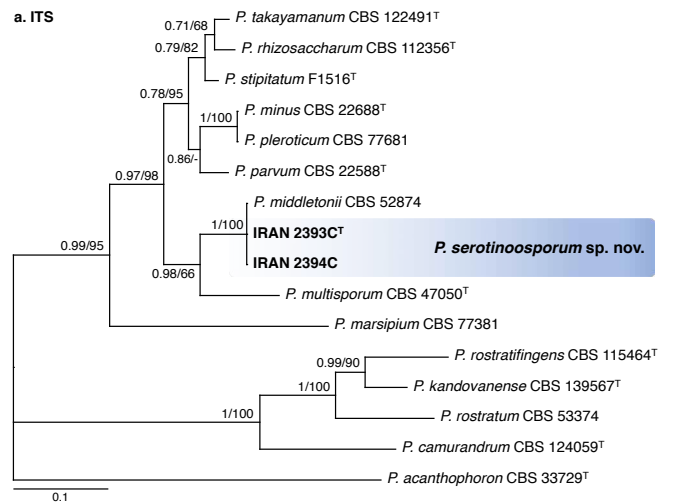 a. ITS
0.71/68
P. takayamanum CBS 122491ᵀ
0.79/82
P. rhizosaccharum CBS 112356ᵀ
P. stipitatum F1516ᵀ
0.78/95
P. minus CBS 22688ᵀ
1/100
P. pleroticum CBS 77681
0.86/-
P. parvum CBS 22588ᵀ
0.97/98
P. middletonii CBS 52874
1/100
IRAN 2393Cᵀ
P. serotinoosporum sp. nov.
0.99/95
IRAN 2394C
0.98/66
P. multisporum CBS 47050ᵀ
P. marsipium CBS 77381
P. rostratifingens CBS 115464ᵀ
0.99/90
P. kandovanense CBS 139567ᵀ
1/100
P. rostratum CBS 53374
1/100
P. camurandrum CBS 124059ᵀ
P. acanthophoron CBS 33729ᵀ
0.1